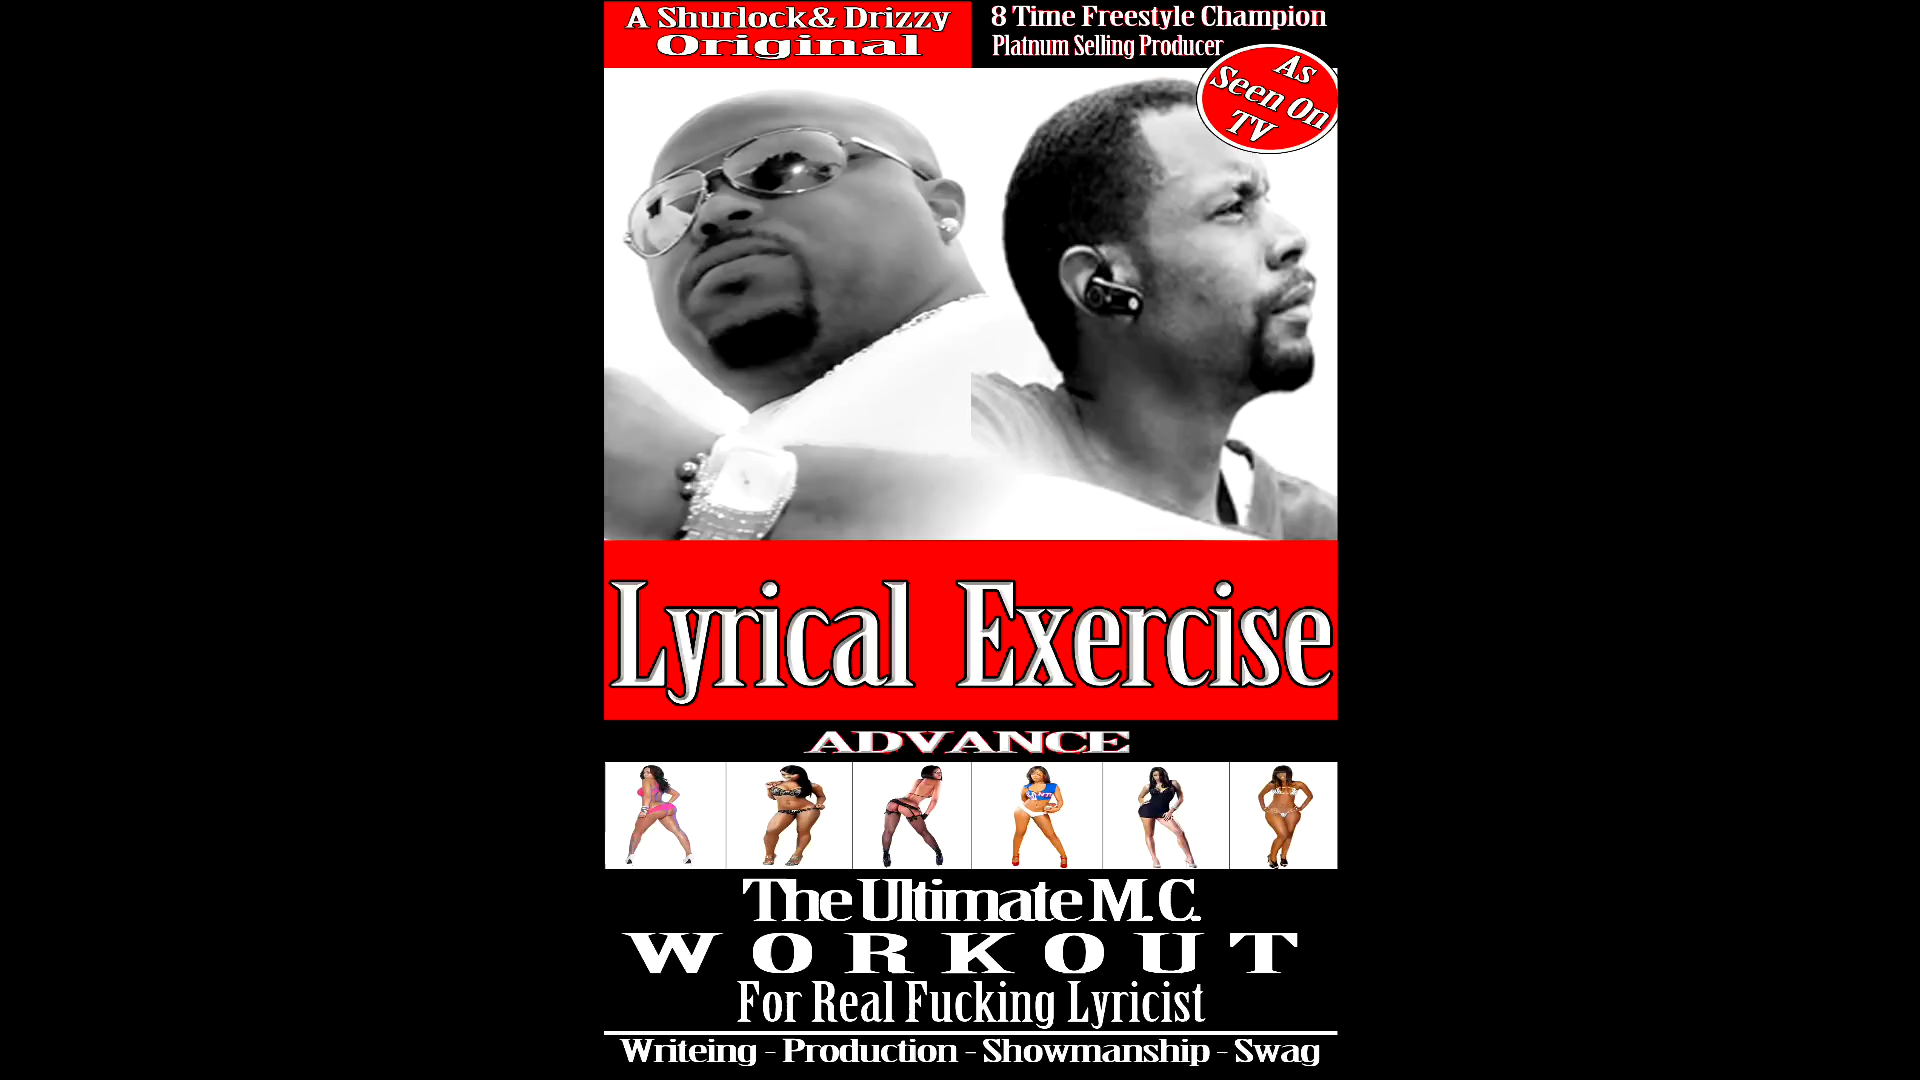 A Shurlock& Drizzy
Original
8 Time Freestyle Champion
Platnum Selling Producer
As
Seen On
TV
Lyrical Exercise
ADVANCE
The Ultimate M.C.
WORKOUT
For Real Fucking Lyricist
Writeing - Production - Showmanship - Swag